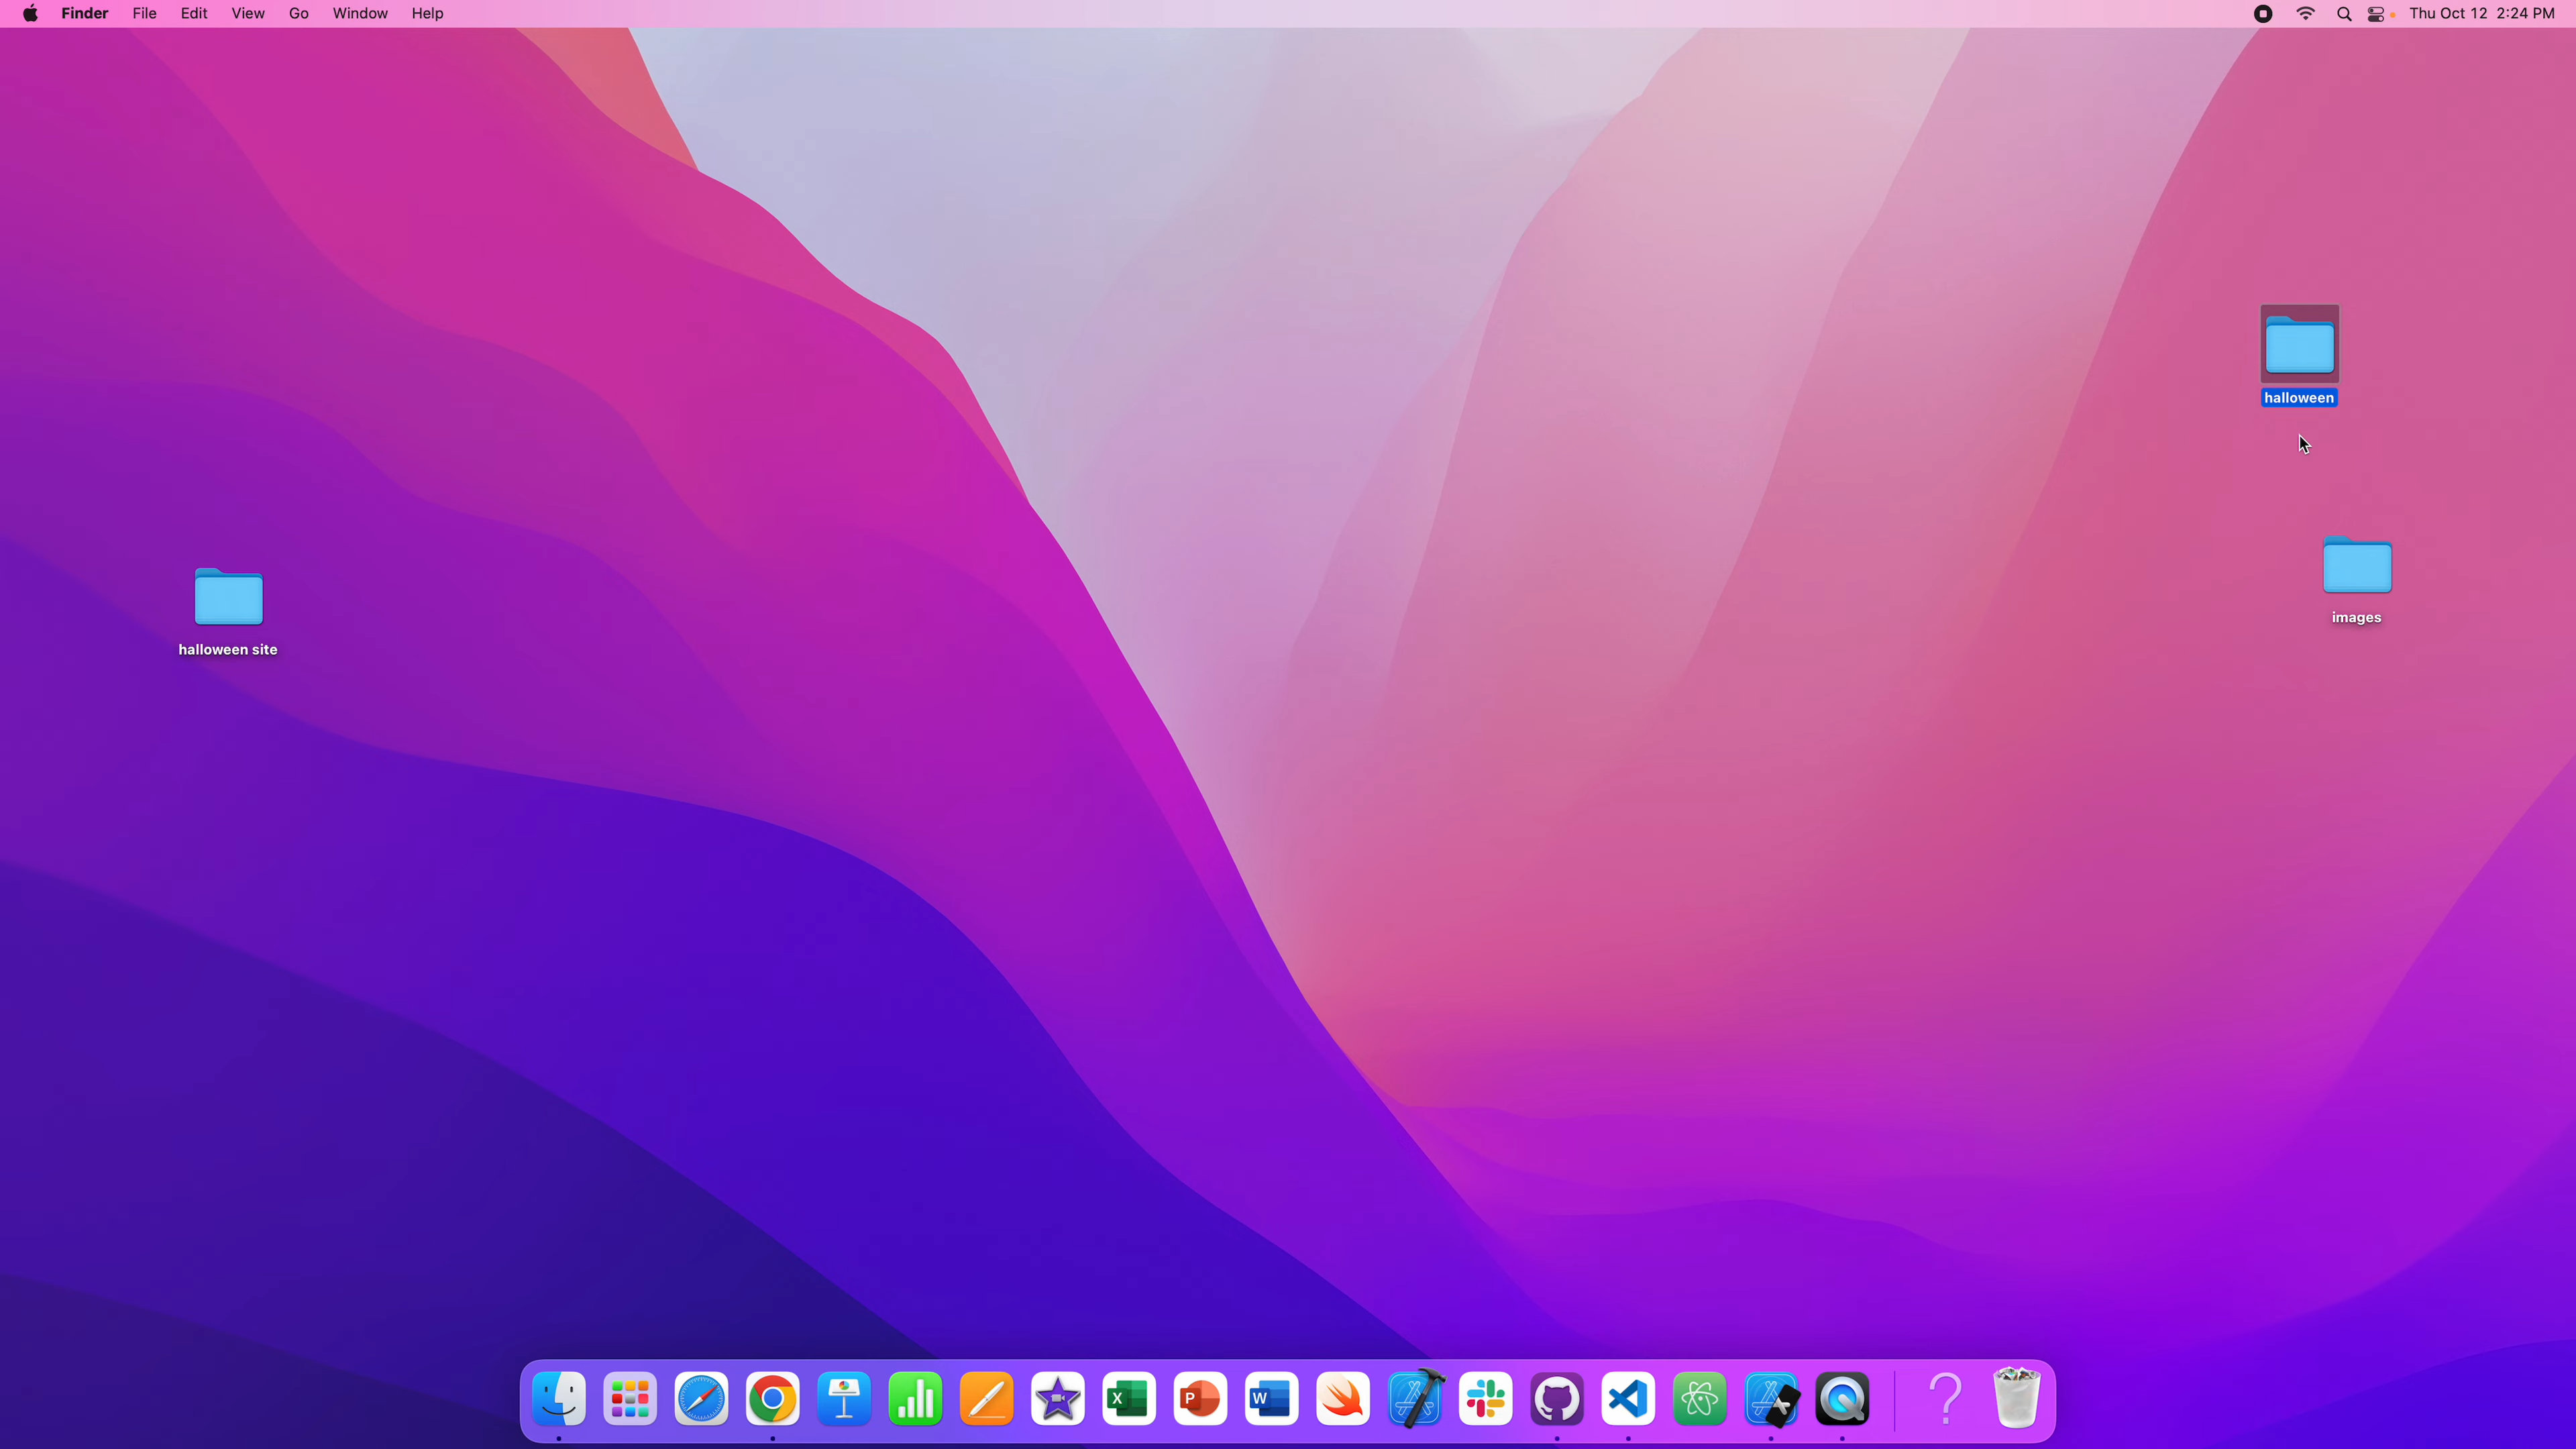 Finder File Edit View Go Window Help Thu Oct 12 2:24 PM
halloween
images
halloween site
X P W